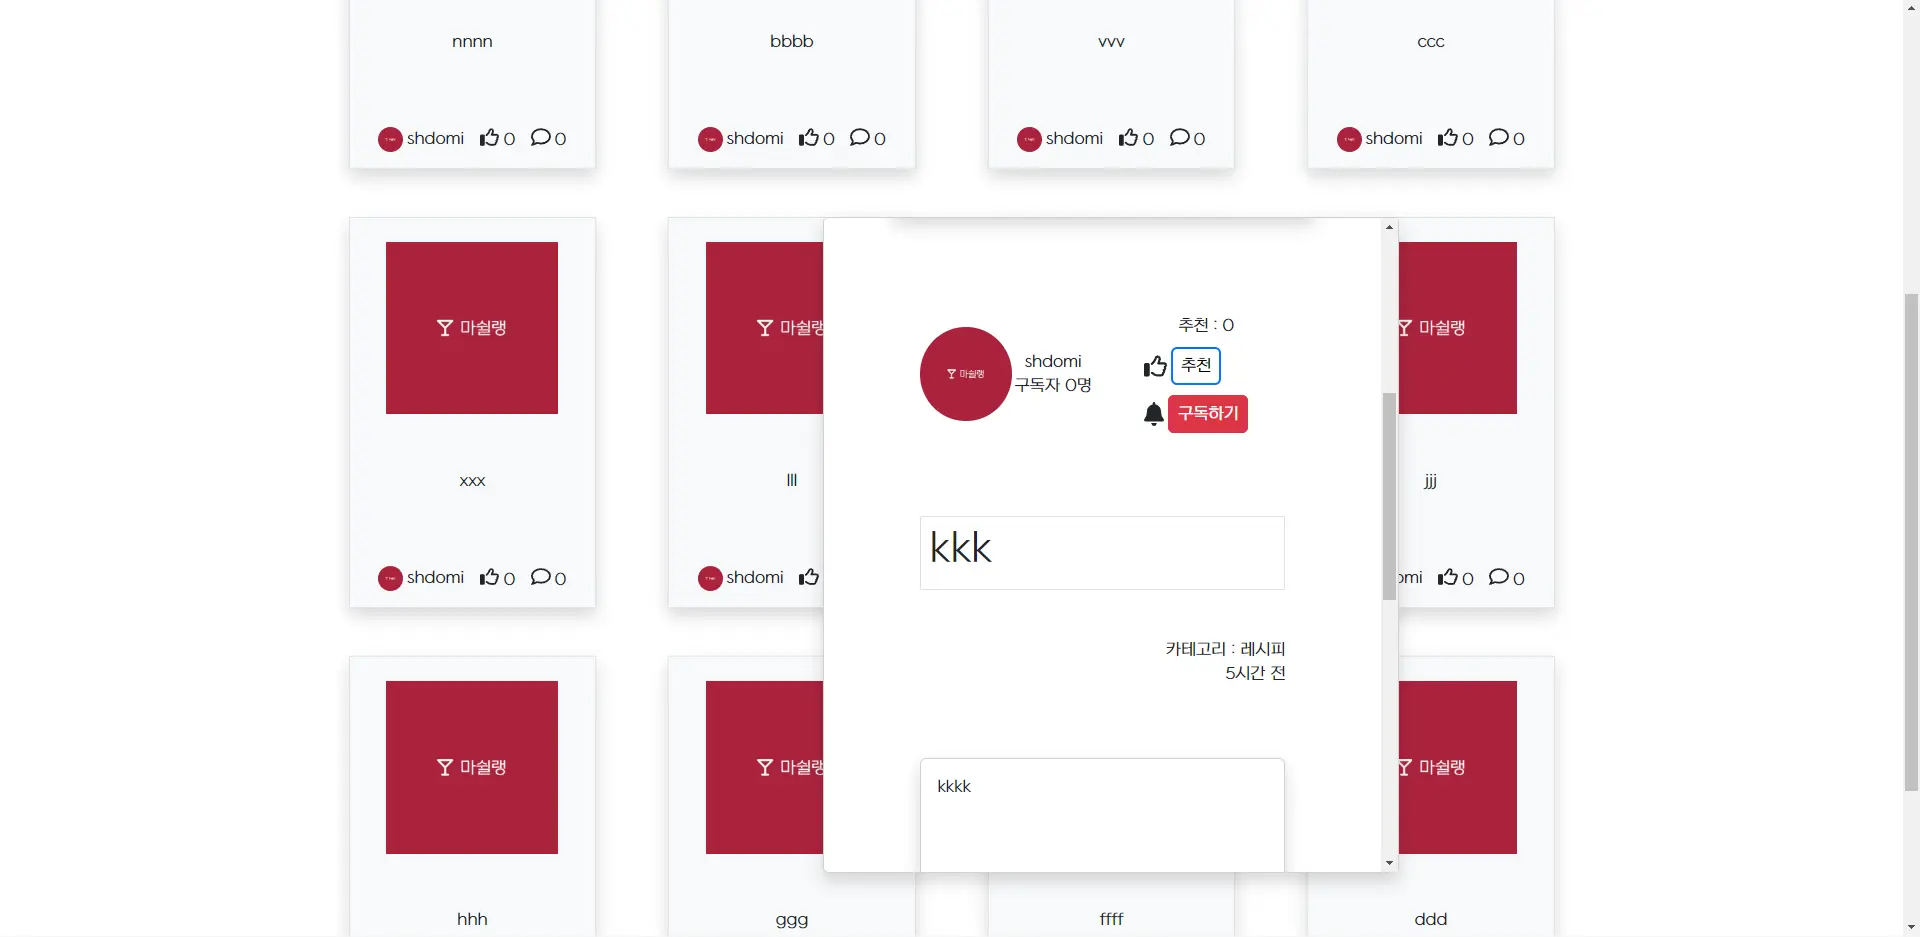 nnnn
bbbb
vvv
ccc
shdomi 0 0
shdomi 0 0
shdomi 0 0
shdomi 0 0
마쉴랭
마쉴랭
마쉴랭
xxx
lll
jjj
shdomi 0 0
shdomi
omi 0 0
추천 : 0
마쉴랭
shdomi
구독자 0명
추천
구독하기
kkk
카테고리 : 레시피
5시간 전
kkkk
마쉴랭
마쉴랭
마쉴랭
hhh
ggg
ffff
ddd